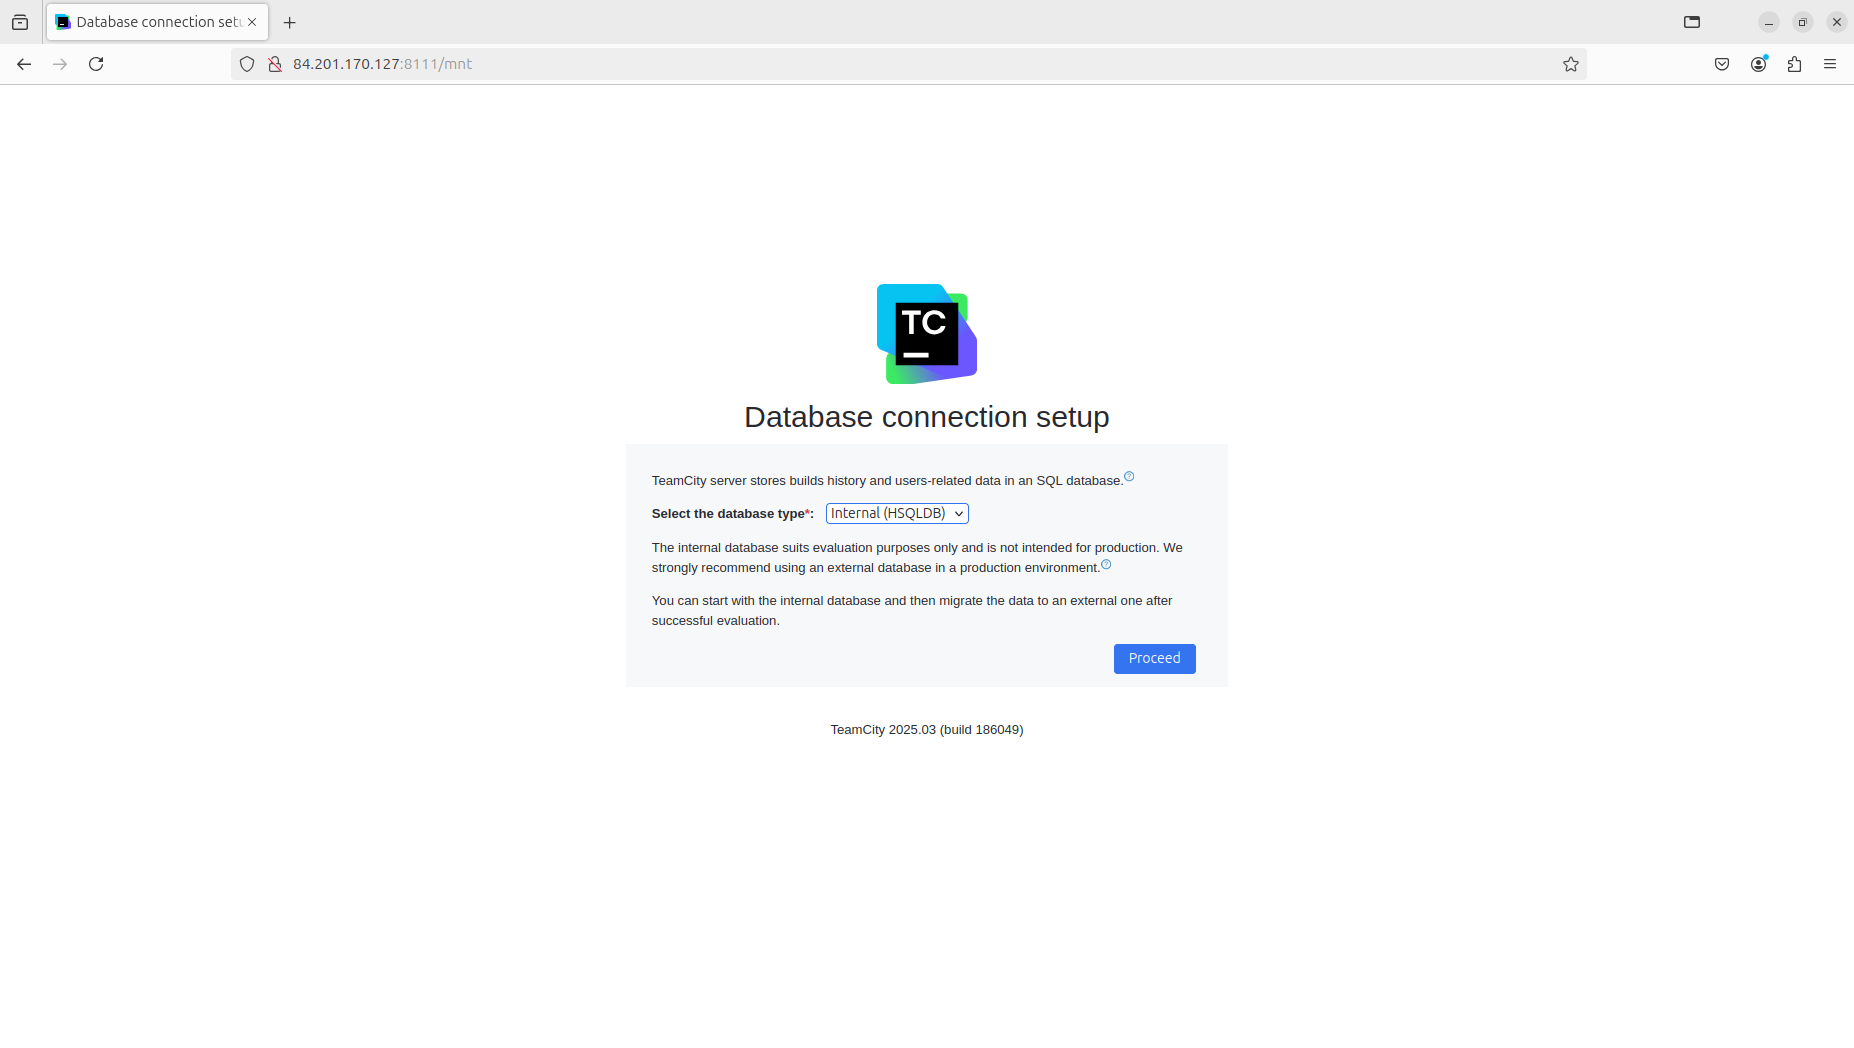 Database connection setu
84.201.170.127:8111/mnt
TC
Database connection setup
TeamCity server stores builds history and users-related data in an SQL database.
Select the database type*: Internal (HSQLDB)
The internal database suits evaluation purposes only and is not intended for production. We
strongly recommend using an external database in a production environment.
You can start with the internal database and then migrate the data to an external one after
successful evaluation.
Proceed
TeamCity 2025.03 (build 186049)